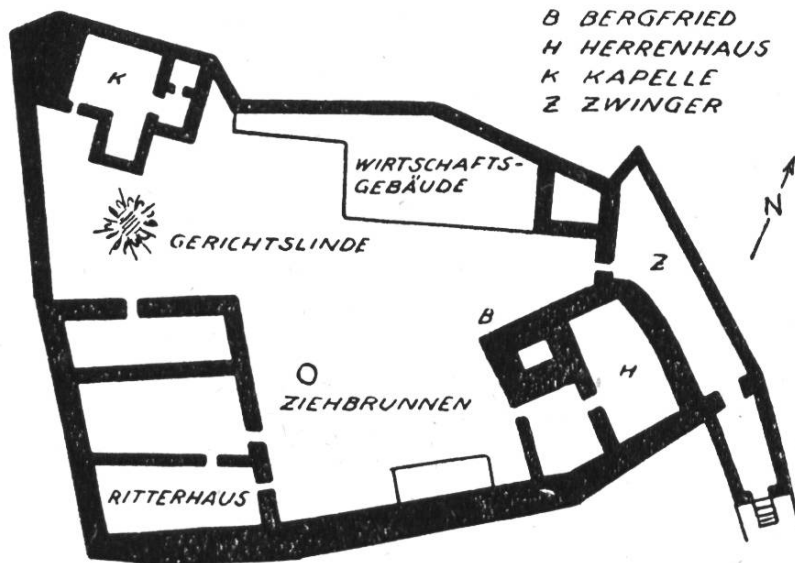 B BERGFRIED
H HERRENHAUS
K KAPELLE
Z ZWINGER
K
WIRTSCHAFTS-
GEBÄUDE
N
GERICHTSLINDE
Z
B
H
ZIEHBRUNNEN
RITTERHAUS